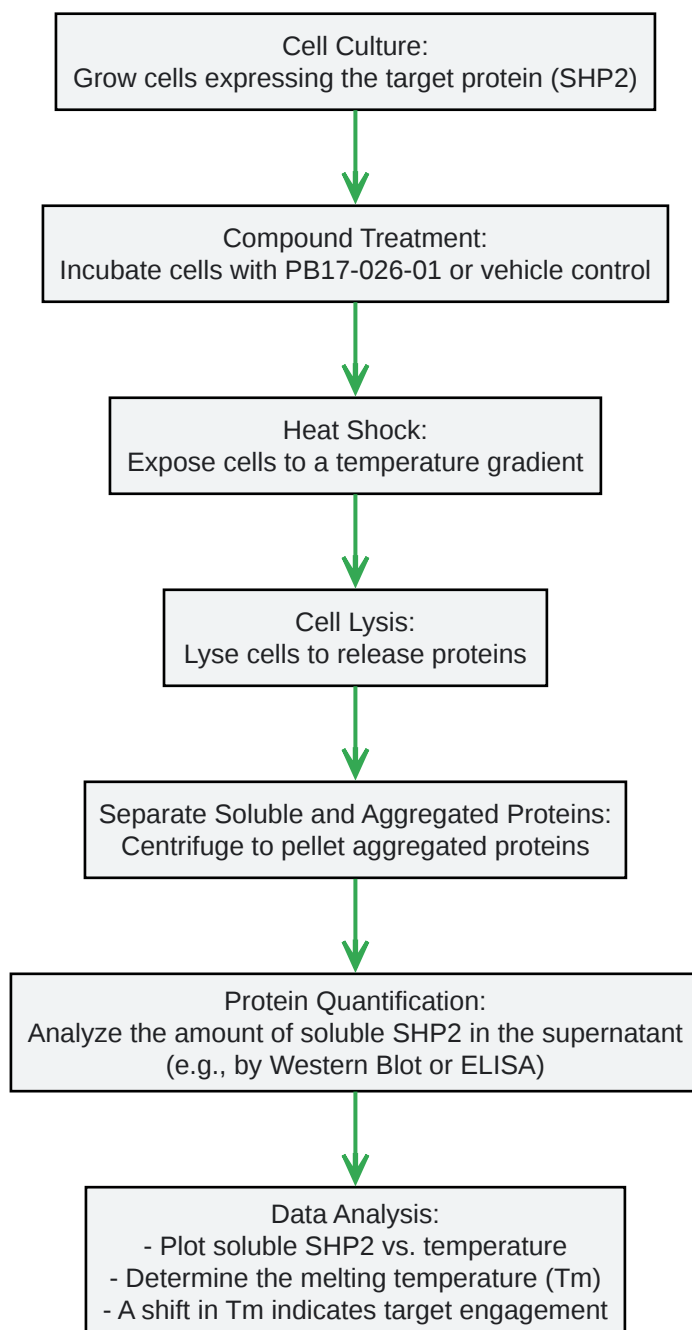 Cell Culture:
Grow cells expressing the target protein (SHP2)
Compound Treatment:
Incubate cells with PB17-026-01 or vehicle control
Heat Shock:
Expose cells to a temperature gradient
Cell Lysis:
Lyse cells to release proteins
Separate Soluble and Aggregated Proteins:
Centrifuge to pellet aggregated proteins
Protein Quantification:
Analyze the amount of soluble SHP2 in the supernatant
(e.g., by Western Blot or ELISA)
Data Analysis:
- Plot soluble SHP2 vs. temperature
- Determine the melting temperature (Tm)
- A shift in Tm indicates target engagement